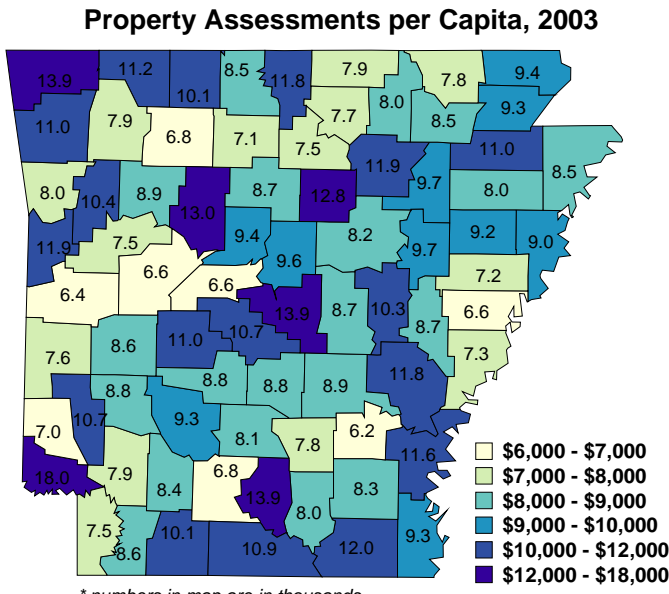 Property Assessments per Capita, 2003
13.9 11.2 10.1 8.5 11.8 7.9 7.8 9.4
11.0 7.9 6.8 7.1 7.5 7.7 8.0 8.5 9.3
8.0 10.4 8.9 13.0 8.7 12.8 11.9 9.7 11.0 8.0 8.5
11.9 7.5 9.4 9.6 8.2 9.7 9.2 9.0
6.4 6.6 6.6 13.9 8.7 10.3 8.7 7.2 6.6
7.6 8.6 11.0 10.7 7.3
8.8 8.8 8.8 8.9 11.8
7.0 10.7 9.3 8.1 7.8 6.2 11.6
18.0 7.9 8.4 6.8 13.9 8.0 8.3
7.5 8.6 10.1 10.9 12.0 9.3
$6,000 - $7,000
$7,000 - $8,000
$8,000 - $9,000
$9,000 - $10,000
$10,000 - $12,000
$12,000 - $18,000
* numbers in map are in thousands